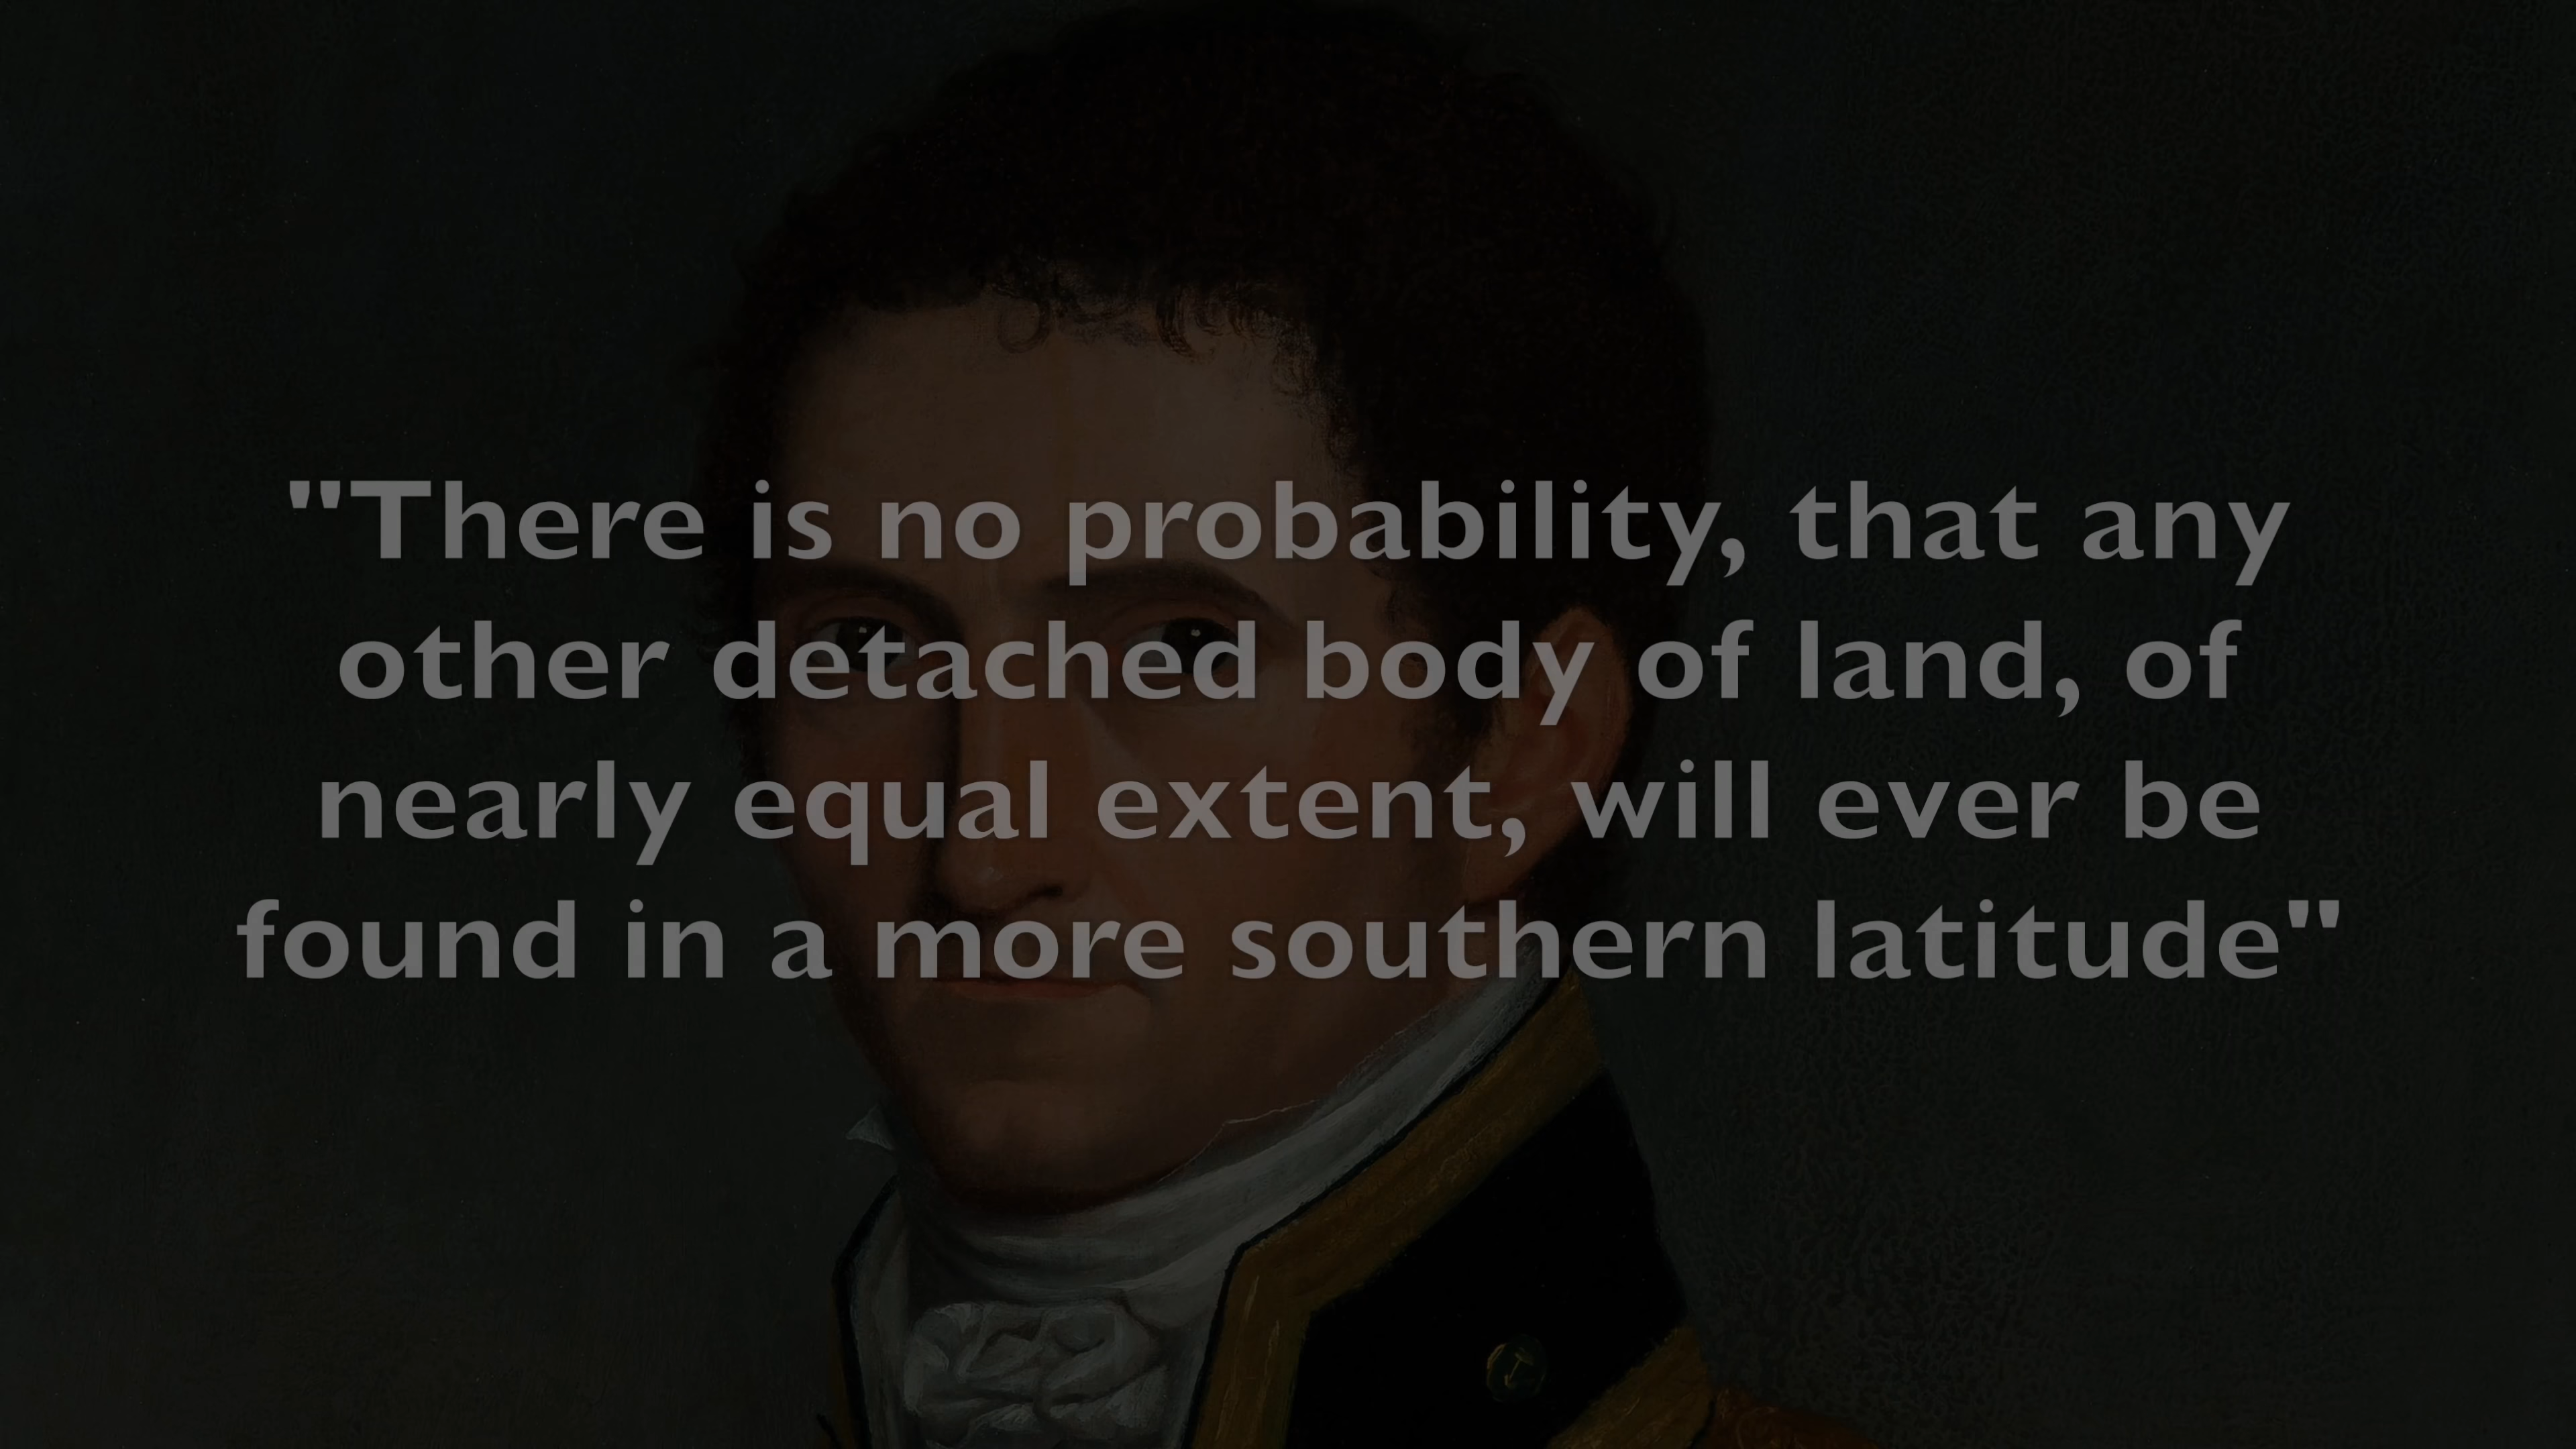 "There is no probability, that any
other detached body of land, of
nearly equal extent, will ever be
found in a more southern latitude"